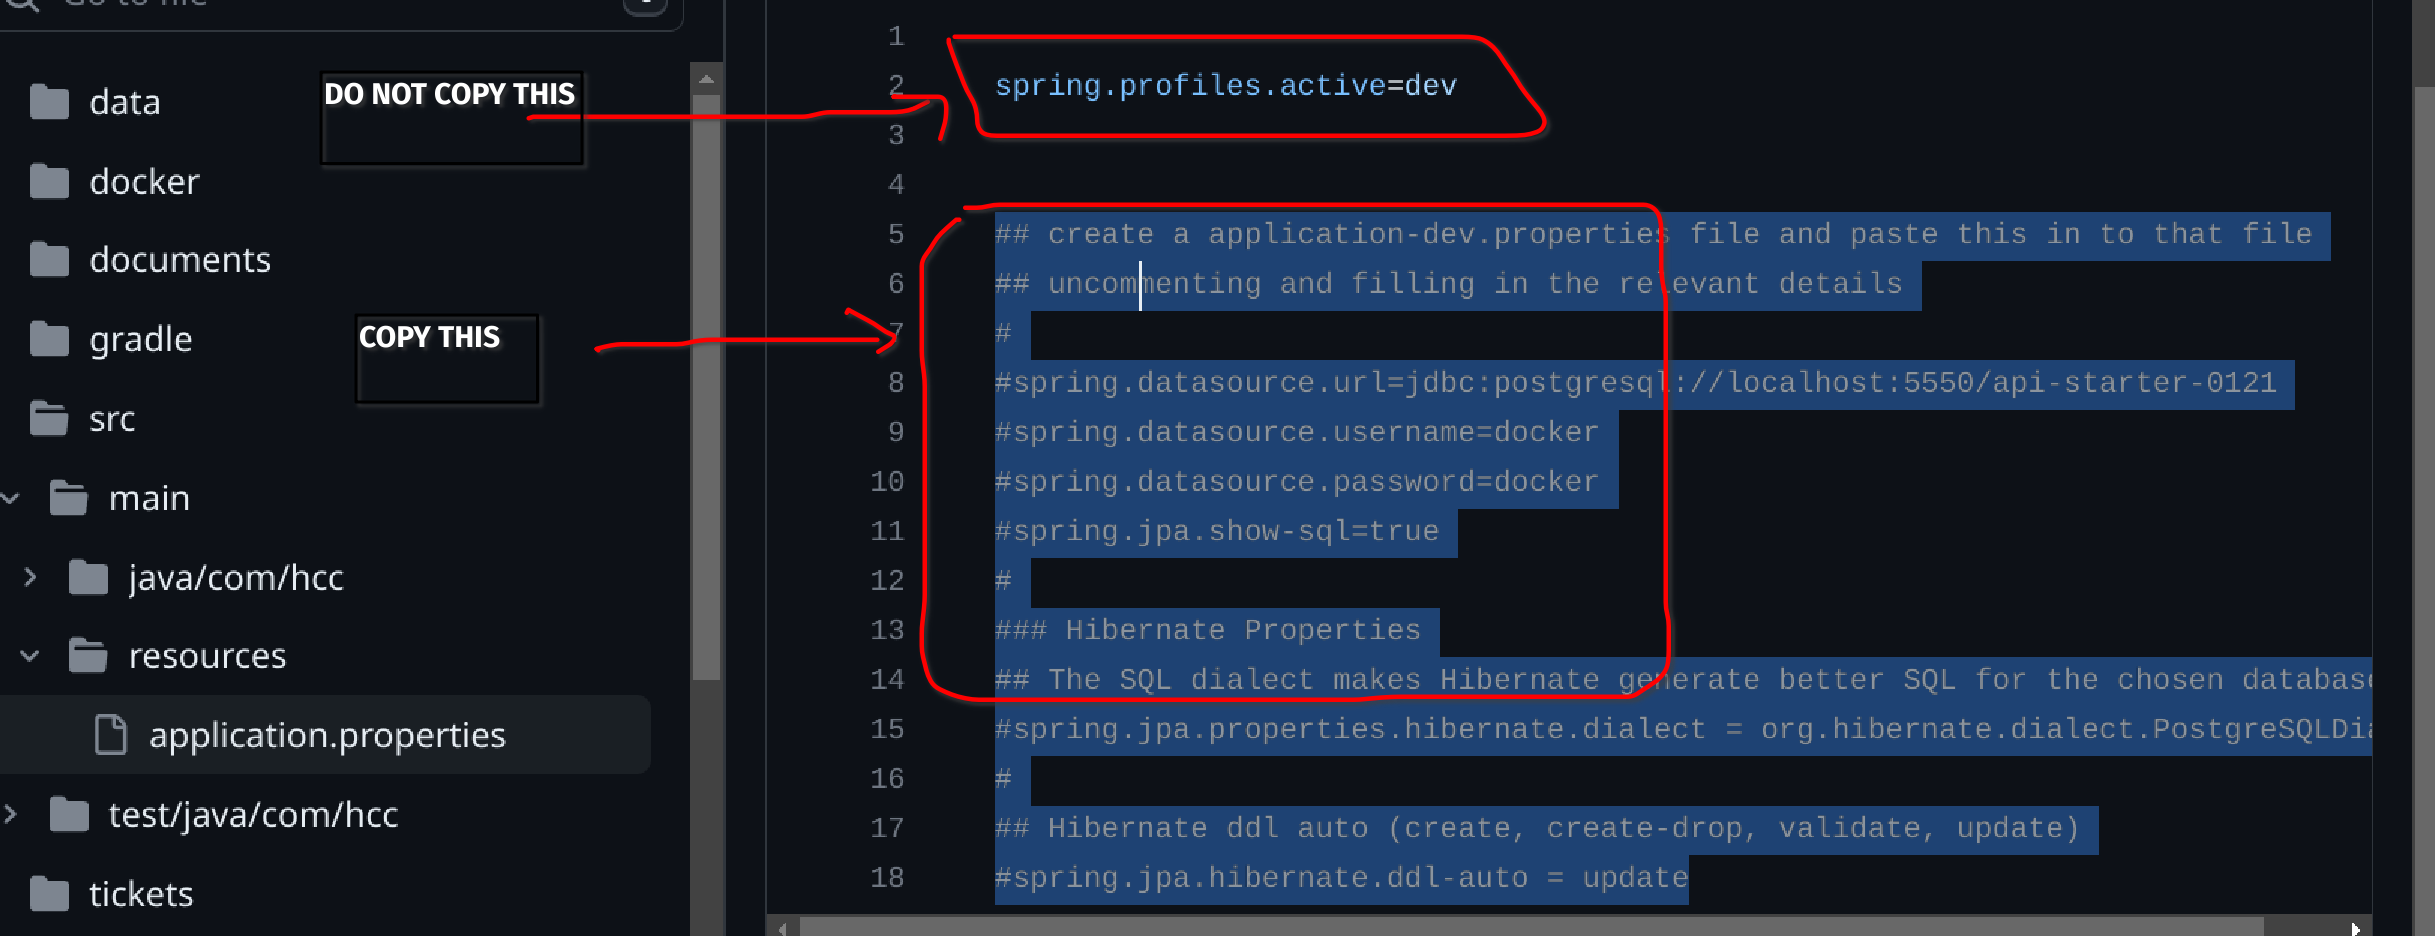 DO NOT COPY THIS
data
docker
documents
gradle
COPY THIS
src
main
java/com/hcc
resources
application.properties
test/java/com/hcc
tickets
1
2 spring.profiles.active=dev
3
4
5 ## create a application-dev.properties file and paste this in to that file
6 ## uncommenting and filling in the relevant details
7 #
8 #spring.datasource.url=jdbc:postgresql://localhost:5550/api-starter-0121
9 #spring.datasource.username=docker
10 #spring.datasource.password=docker
11 #spring.jpa.show-sql=true
12 #
13 ### Hibernate Properties
14 ## The SQL dialect makes Hibernate generate better SQL for the chosen database
15 #spring.jpa.properties.hibernate.dialect = org.hibernate.dialect.PostgreSQLDia
16 #
17 ## Hibernate ddl auto (create, create-drop, validate, update)
18 #spring.jpa.hibernate.ddl-auto = update